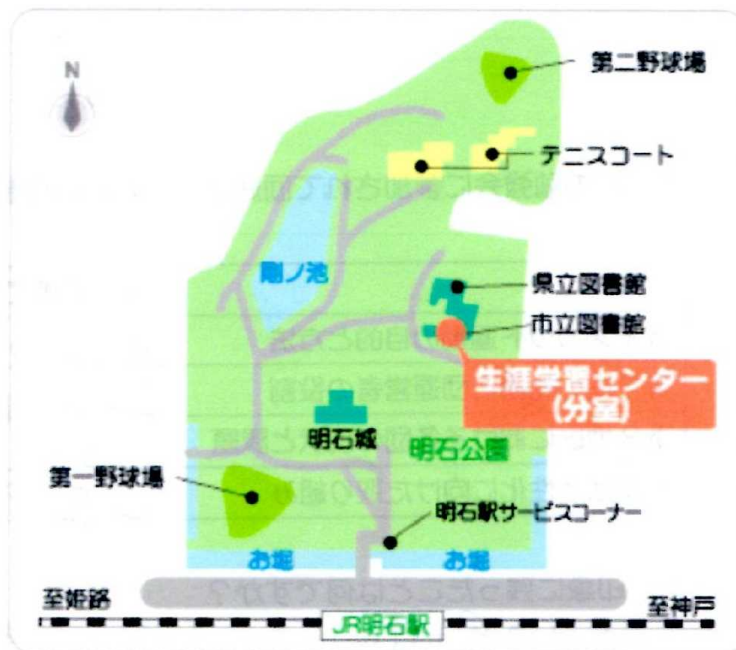 N
第二野球場
テニスコート
剛ノ池
県立図書館
市立図書館
生涯学習センター
(分室)
明石城
明石公園
第一野球場
明石駅サービスコーナー
お堀
お堀
至姫路
至神戸
JR明石駅